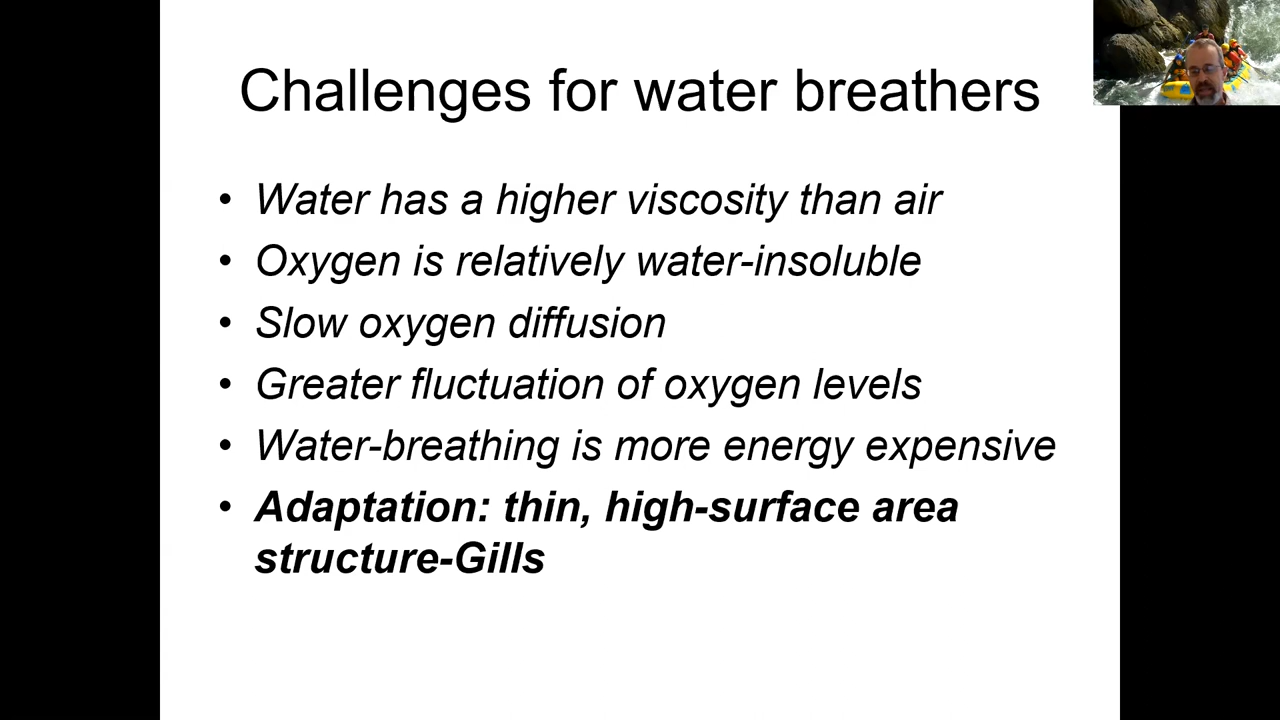 Challenges for water breathers
• Water has a higher viscosity than air
• Oxygen is relatively water-insoluble
• Slow oxygen diffusion
• Greater fluctuation of oxygen levels
• Water-breathing is more energy expensive
• Adaptation: thin, high-surface area
structure-Gills